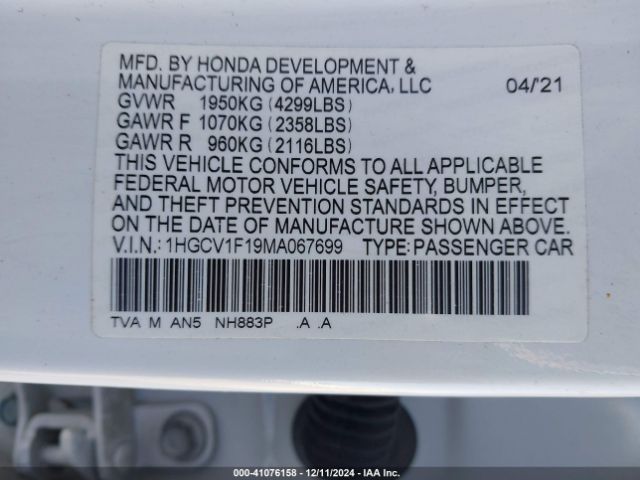 MFD. BY HONDA DEVELOPMENT &
MANUFACTURING OF AMERICA, LLC 04/'21
GVWR 1950KG (4299LBS)
GAWR F 1070KG (2358LBS)
GAWR R 960KG (2116LBS)
THIS VEHICLE CONFORMS TO ALL APPLICABLE
FEDERAL MOTOR VEHICLE SAFETY, BUMPER,
AND THEFT PREVENTION STANDARDS IN EFFECT
ON THE DATE OF MANUFACTURE SHOWN ABOVE.
V.I.N.: 1HGCV1F19MA067699 TYPE: PASSENGER CAR
TVA M AN5 NH883P .A .A
000-41076158 - 12/11/2024 - IAA Inc.